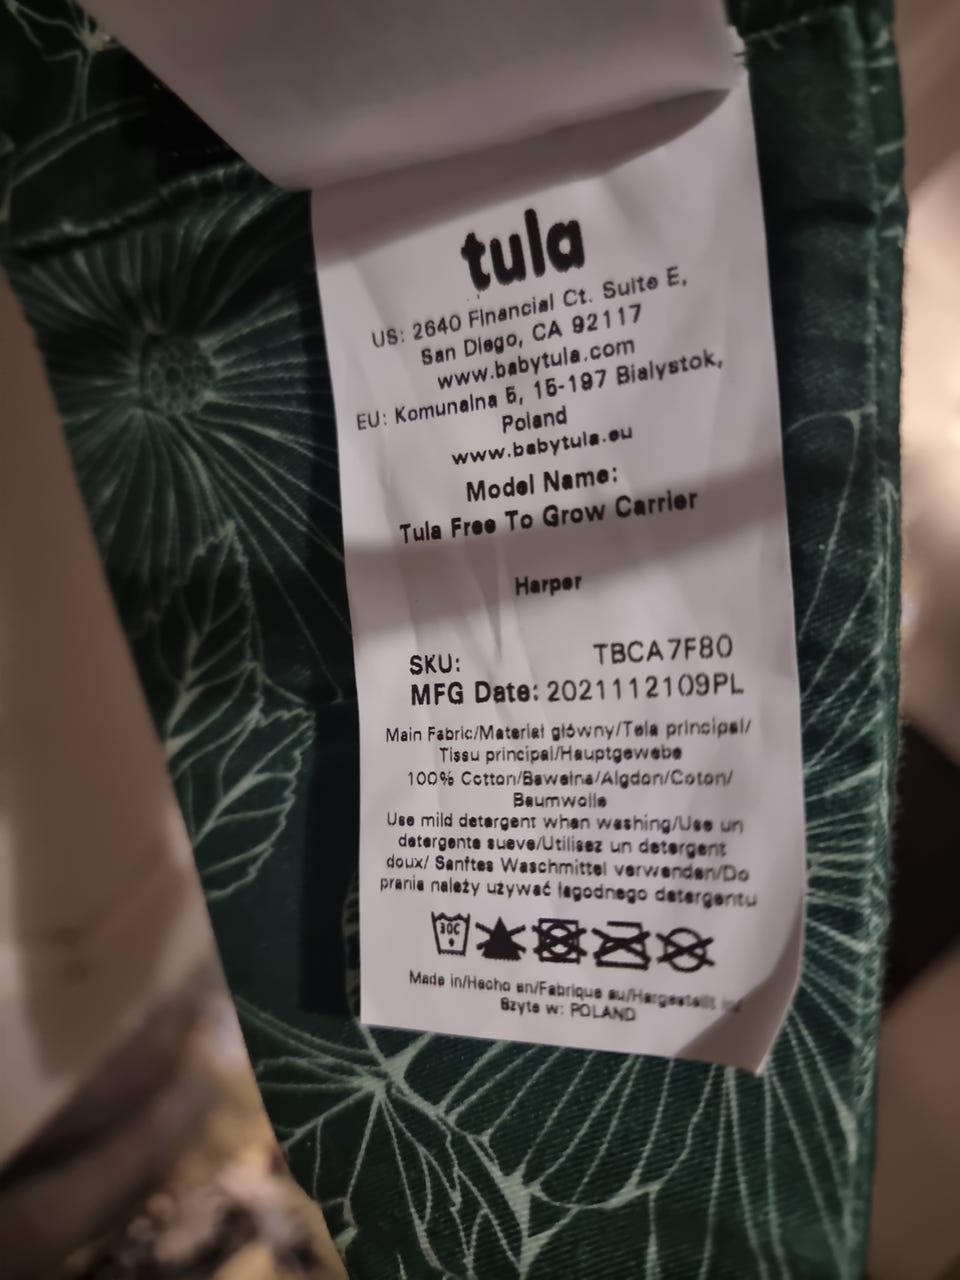 tula
US: 2640 Financial Ct. Suite E,
San Diego, CA 92117
www.babytula.com
EU: Komunalna 5, 15-197 Bialystok,
Poland
www.babytula.eu
Model Name:
Tula Free To Grow Carrier
Harper
SKU: TBCA7F80
MFG Date: 2021112109PL
Main Fabric/Materiał główny/Tela principal/
Tissu principal/Hauptgewebe
100% Cotton/Bawełna/Algdon/Coton/
Baumwolle
Use mild detergent when washing/Use un
detergente sueve/Utilisez un detergent
doux/ Sanftes Waschmittel verwenden/Do
prania należy używać łagodnego detergentu
30C
Made in/Hecho en/Fabrique au/Hargestellt in/
Szyte w: POLAND